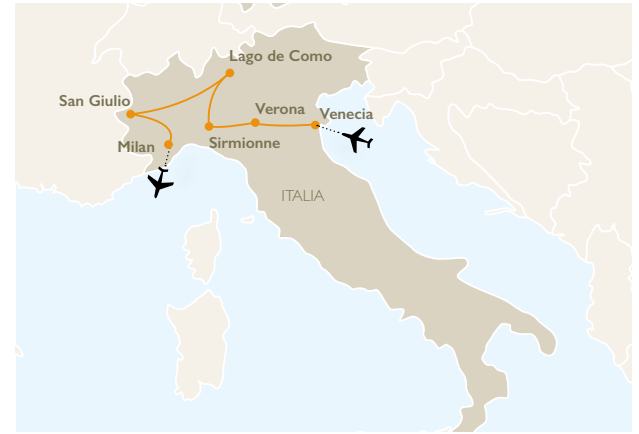 Lago de Como
San Giulio
Verona
Venecia
Milan
Sirmionne
ITALIA